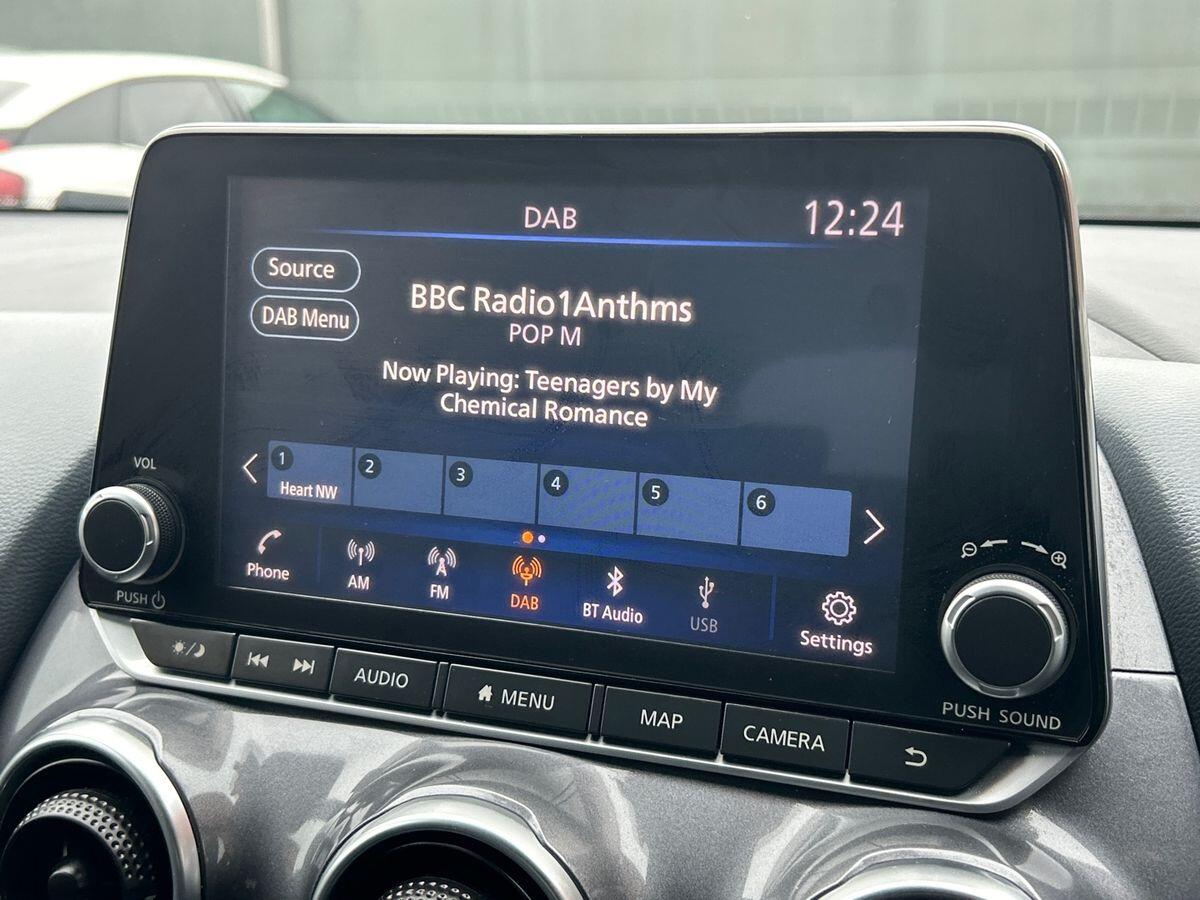 DAB
12:24
Source
DAB Menu
BBC Radio1Anthms
POP M
Now Playing: Teenagers by My
Chemical Romance
1
Heart NW
2
3
4
5
6
Phone
AM
FM
DAB
BT Audio
USB
Settings
VOL
PUSH
PUSH SOUND
AUDIO
MENU
MAP
CAMERA